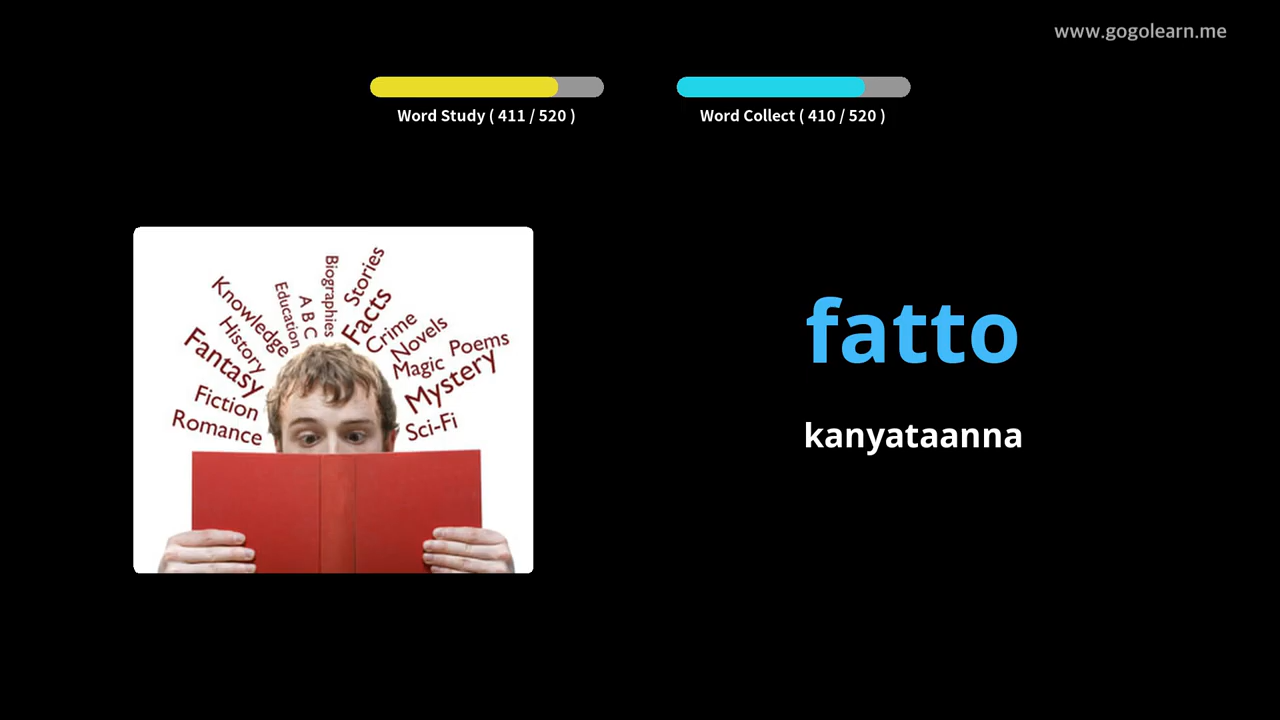 www.gogolearn.me
Word Study ( 411 / 520 )
Word Collect ( 410 / 520 )
Biographies
Stories
Education
A B C
Facts
Knowledge
Crime
History
Novels
Fantasy
Magic
Poems
Fiction
Mystery
Romance
Sci-Fi
fatto
kanyataanna